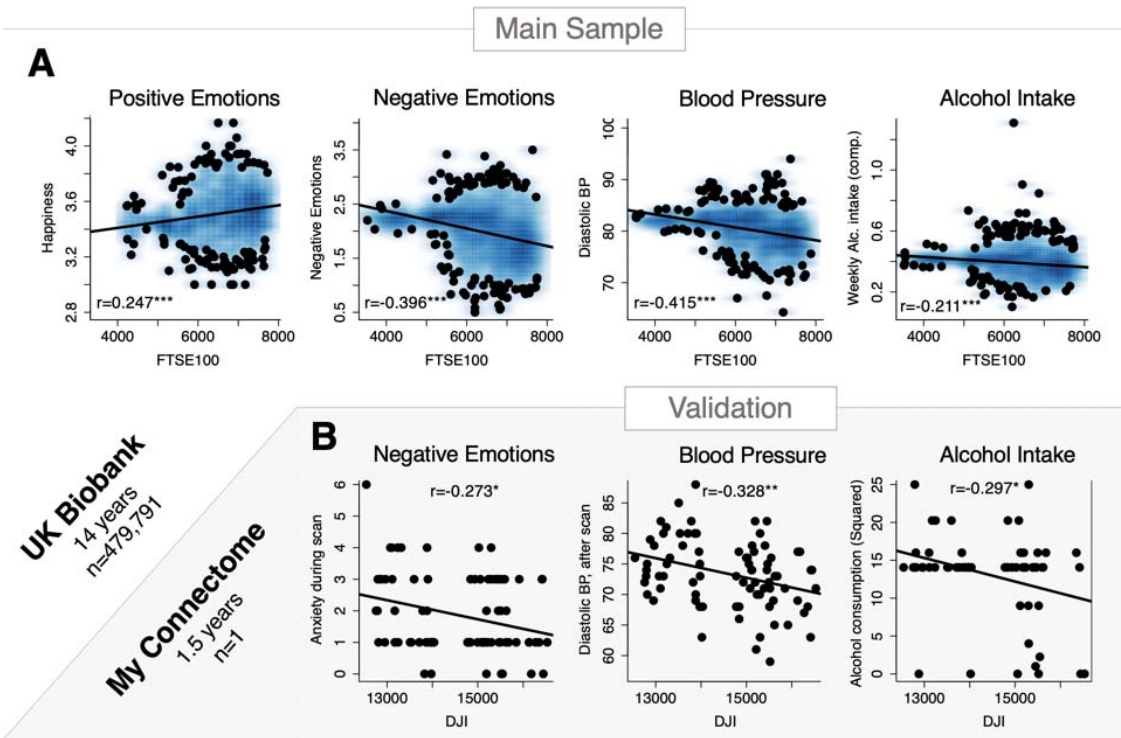 Main Sample
A
Positive Emotions
Happiness
4.0
3.6
3.2
2.8
r=0.247***
4000 6000 8000
FTSE100
Negative Emotions
Negative Emotions
3.5
2.5
1.5
0.5
r=-0.396***
4000 6000 8000
FTSE100
Blood Pressure
Diastolic BP
90
80
70
r=-0.415***
4000 6000 8000
FTSE100
Alcohol Intake
Weekly Alc. intake (comp.)
1.0
0.6
0.2
r=-0.211***
4000 6000 8000
FTSE100
UK Biobank
14 years
n=479,791
My Connectome
1.5 years
n=1
Validation
B
Negative Emotions
r=-0.273*
Anxiety during scan
6
5
4
3
2
1
0
13000 15000
DJI
Blood Pressure
r=-0.328**
Diastolic BP, after scan
85
80
75
70
65
60
13000 15000
DJI
Alcohol Intake
r=-0.297*
Alcohol consumption (Squared)
25
20
15
10
5
0
13000 15000
DJI